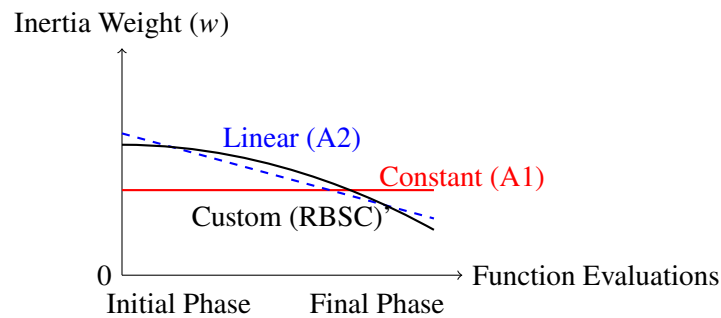 Inertia Weight (w)
Linear (A2)
Constant (A1)
Custom (RBSC)
0
Function Evaluations
Initial Phase
Final Phase